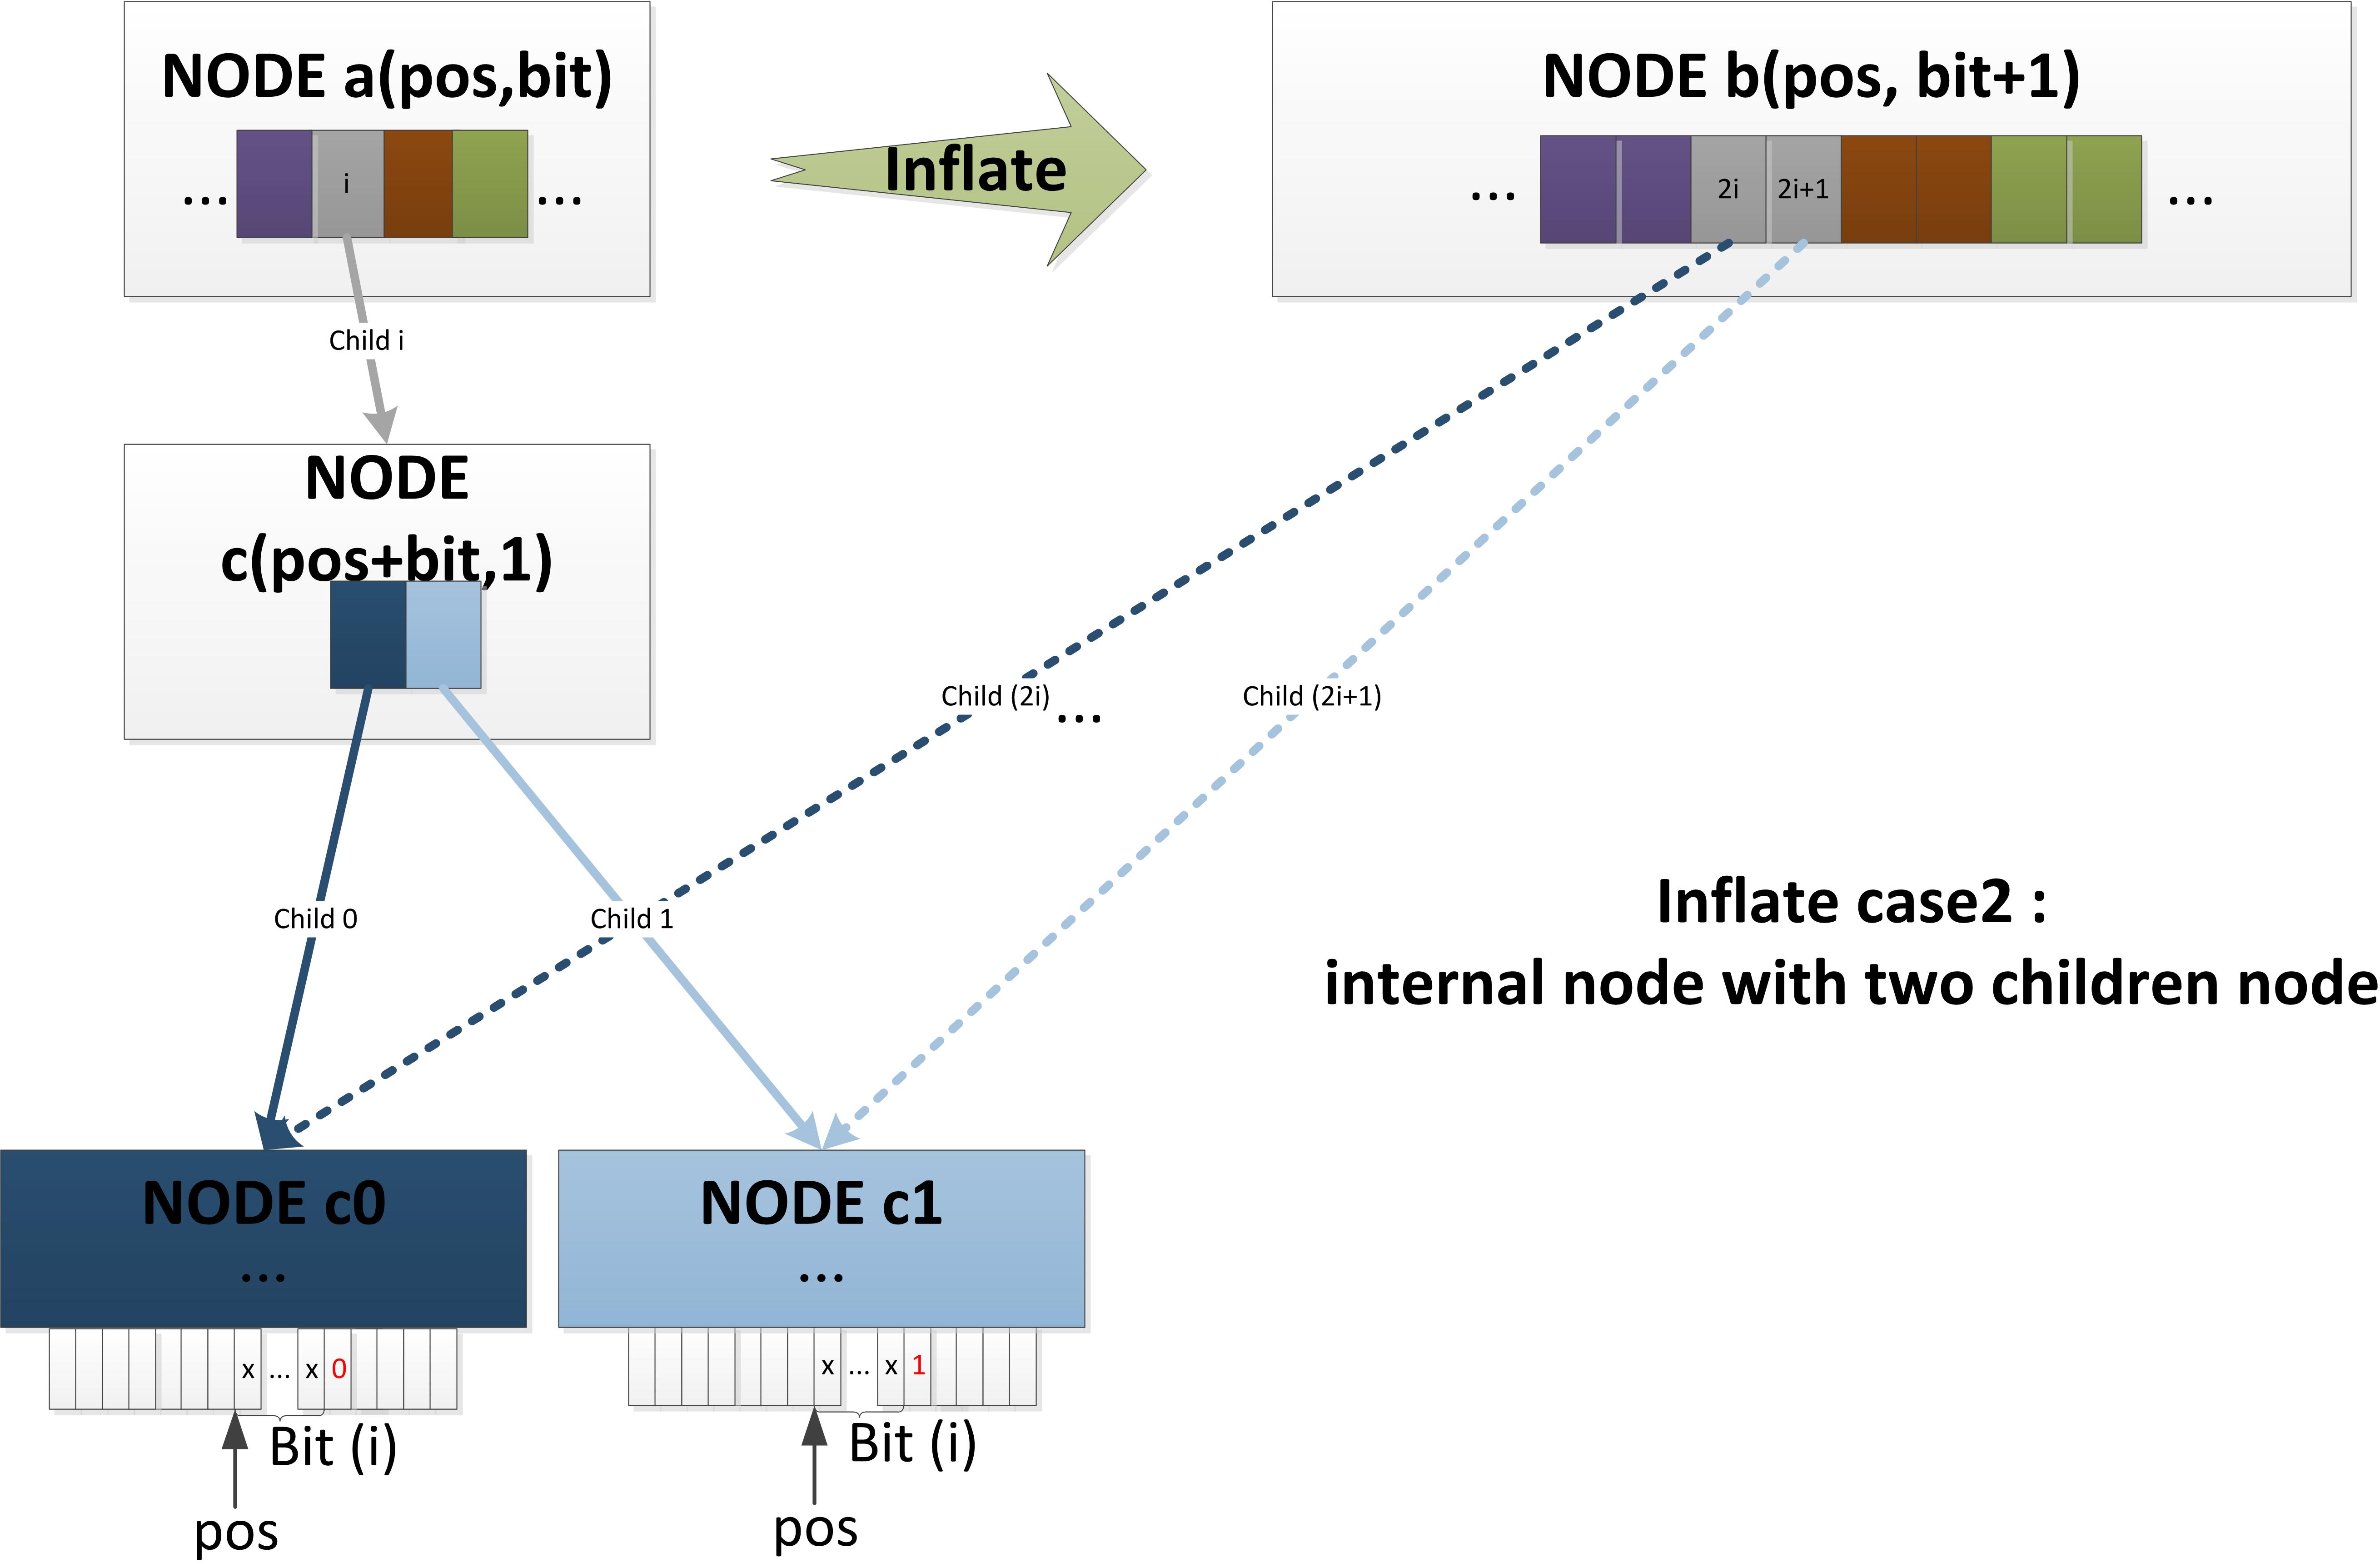 NODE a(pos,bit)
... i ...
Inflate
NODE b(pos, bit+1)
... 2i 2i+1 ...
Child i
NODE
c(pos+bit,1)
Child (2i) ...
Child (2i+1)
Child 0
Child 1
Inflate case2 :
internal node with two children node
NODE c0
...
NODE c1
...
x ... x 0
x ... x 1
Bit (i)
Bit (i)
pos
pos